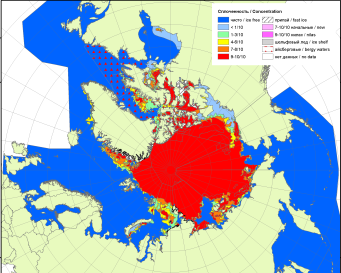 Сплоченность / Concentration
чисто / ice free
< 1/10
1-3/10
4-6/10
7-8/10
9-10/10
припай / fast ice
7-10/10 начальные / new
9-10/10 нилас / nilas
шельфовый лед / ice shelf
айсберговые / bergy waters
нет данных / no data